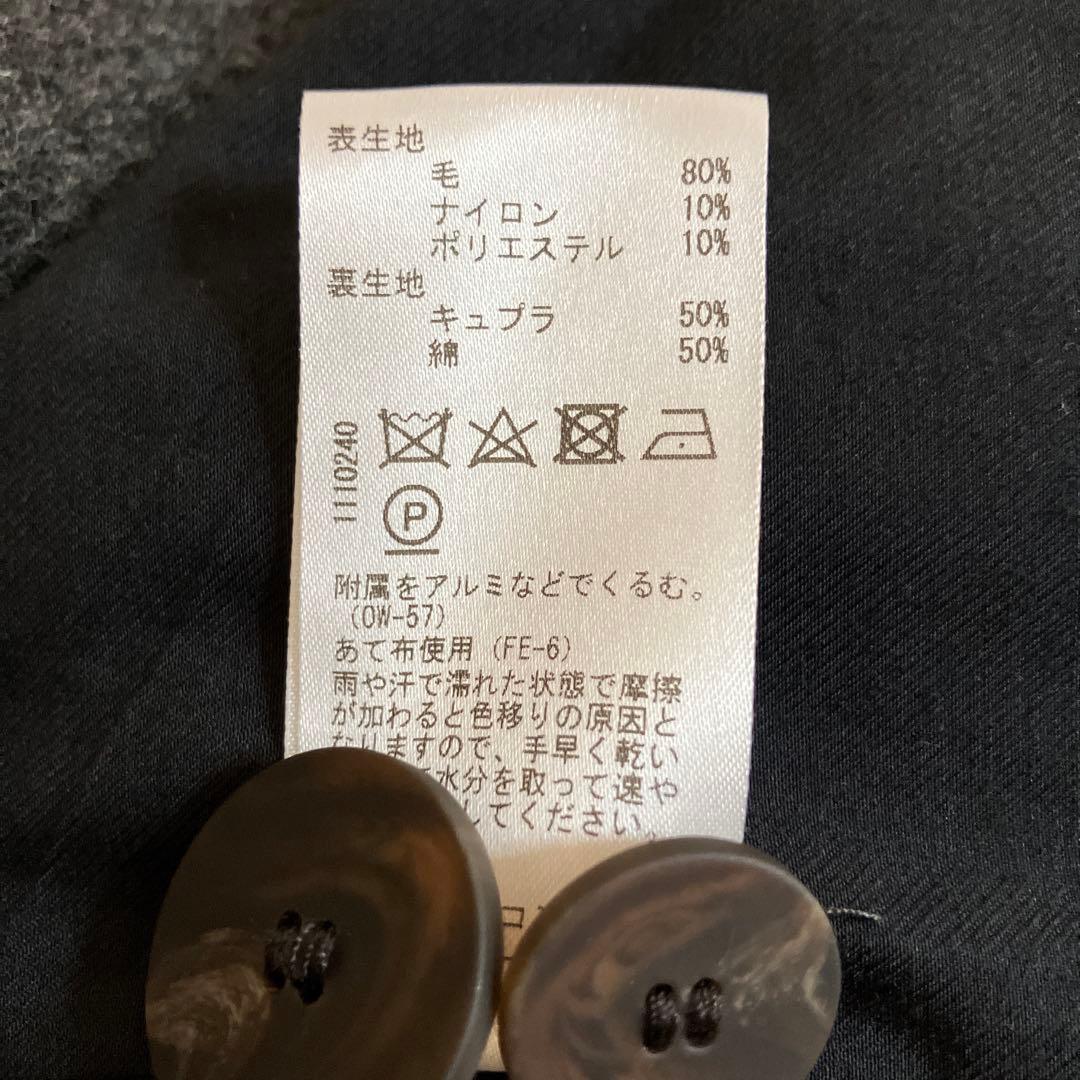 表生地
毛 80%
ナイロン 10%
ポリエステル 10%
裏生地
キュプラ 50%
綿 50%
1110240
P
附属をアルミなどでくるむ。
(OW-57)
あて布使用 (FE-6)
雨や汗で濡れた状態で摩擦
が加わると色移りの原因と
なりますので、手早く乾い
水分を取って速や
してください。